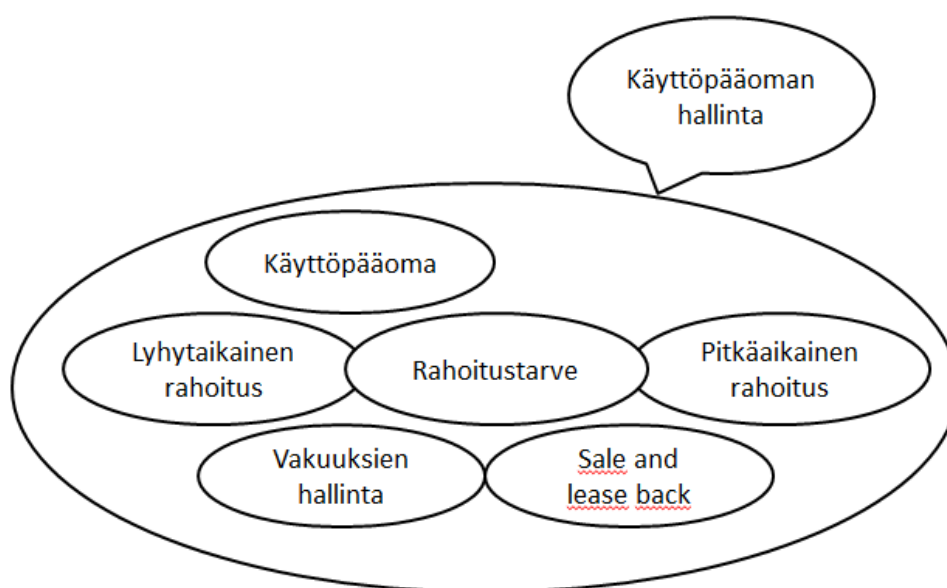 Käyttöpääoman
hallinta
Käyttöpääoma
Lyhytaikainen
rahoitus
Rahoitustarve
Pitkäaikainen
rahoitus
Vakuuksien
hallinta
Sale and
lease back